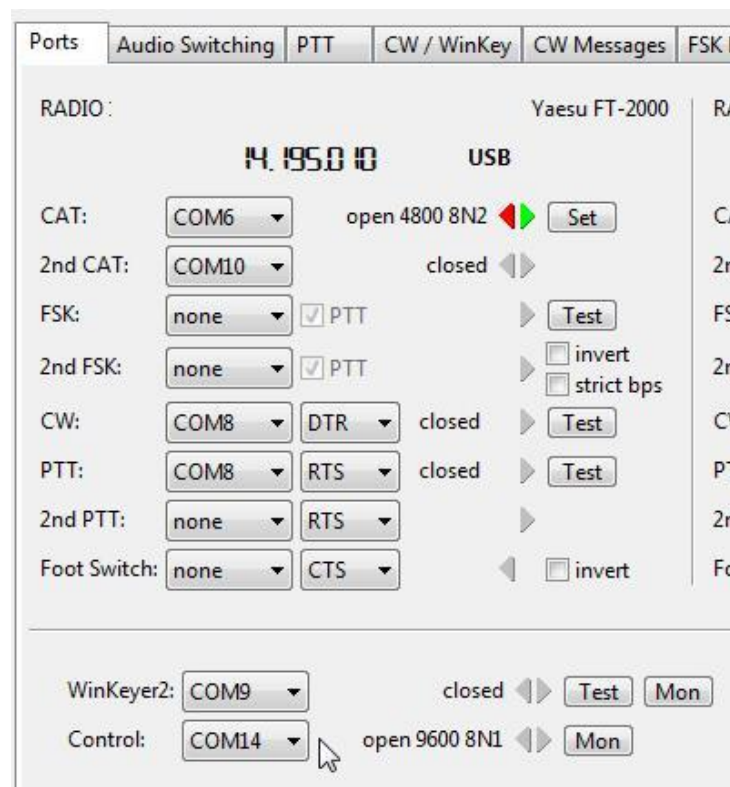 Ports Audio Switching PTT CW / WinKey CW Messages FSK
RADIO: Yaesu FT-2000
14.195.010 USB
CAT: COM6 open 4800 8N2 Set
2nd CAT: COM10 closed
FSK: none PTT Test
2nd FSK: none PTT invert
strict bps
CW: COM8 DTR closed Test
PTT: COM8 RTS closed Test
2nd PTT: none RTS
Foot Switch: none CTS invert
WinKeyer2: COM9 closed Test Mon
Control: COM14 open 9600 8N1 Mon